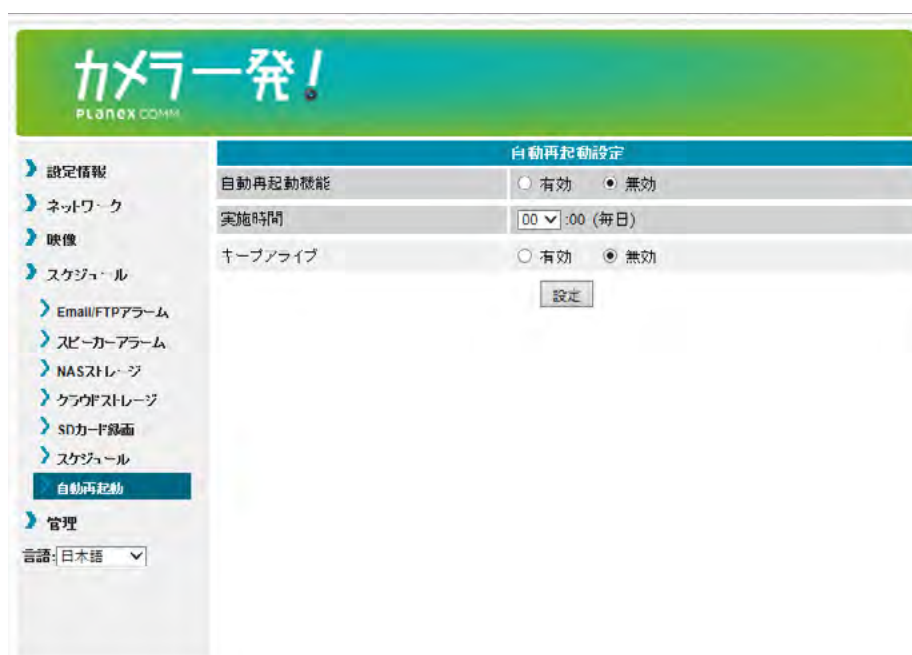 カメラ一発!
PLANEX COMM
設定情報
ネットワーク
映像
スケジュール
Email/FTPアラーム
スピーカーアラーム
NASストレージ
クラウドストレージ
SDカード録画
スケジュール
自動再起動
管理
言語: 日本語
自動再起動設定
自動再起動機能 有効 無効
実施時間 00 :00 (毎日)
キープアライブ 有効 無効
設定